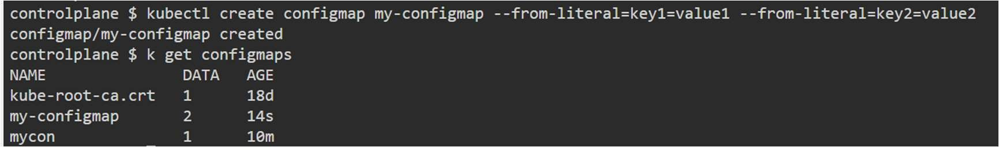 controlplane $ kubectl create configmap my-configmap --from-literal=key1=value1 --from-literal=key2=value2
configmap/my-configmap created
controlplane $ k get configmaps
NAME DATA AGE
kube-root-ca.crt 1 18d
my-configmap 2 14s
mycon 1 10m